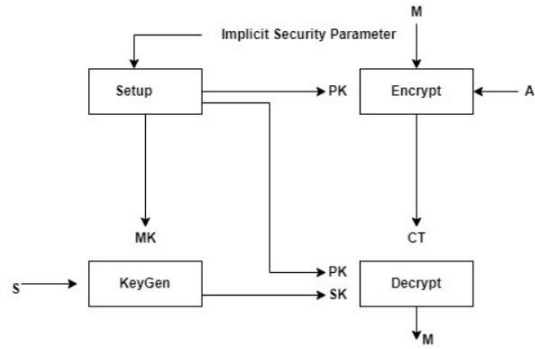 M
Implicit Security Parameter
Setup
PK
Encrypt
A
MK
CT
S
KeyGen
PK
SK
Decrypt
M